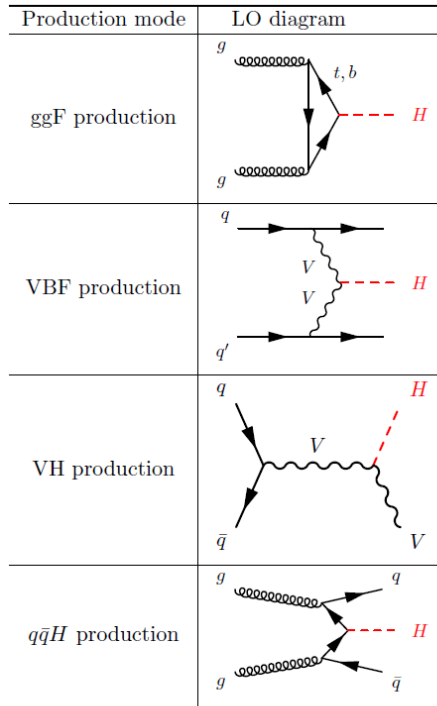 Production mode LO diagram
g
t, b
ggF production
H
g
q
V
VBF production
H
V
q′
q
H
V
VH production
q̄
V
g
q
qq̄H production
H
g
q̄